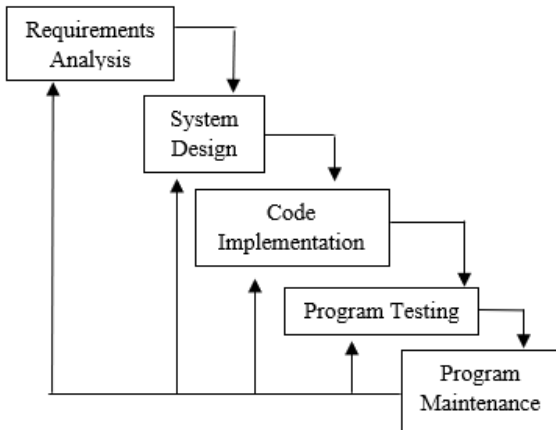 Requirements
Analysis
System
Design
Code
Implementation
Program Testing
Program
Maintenance